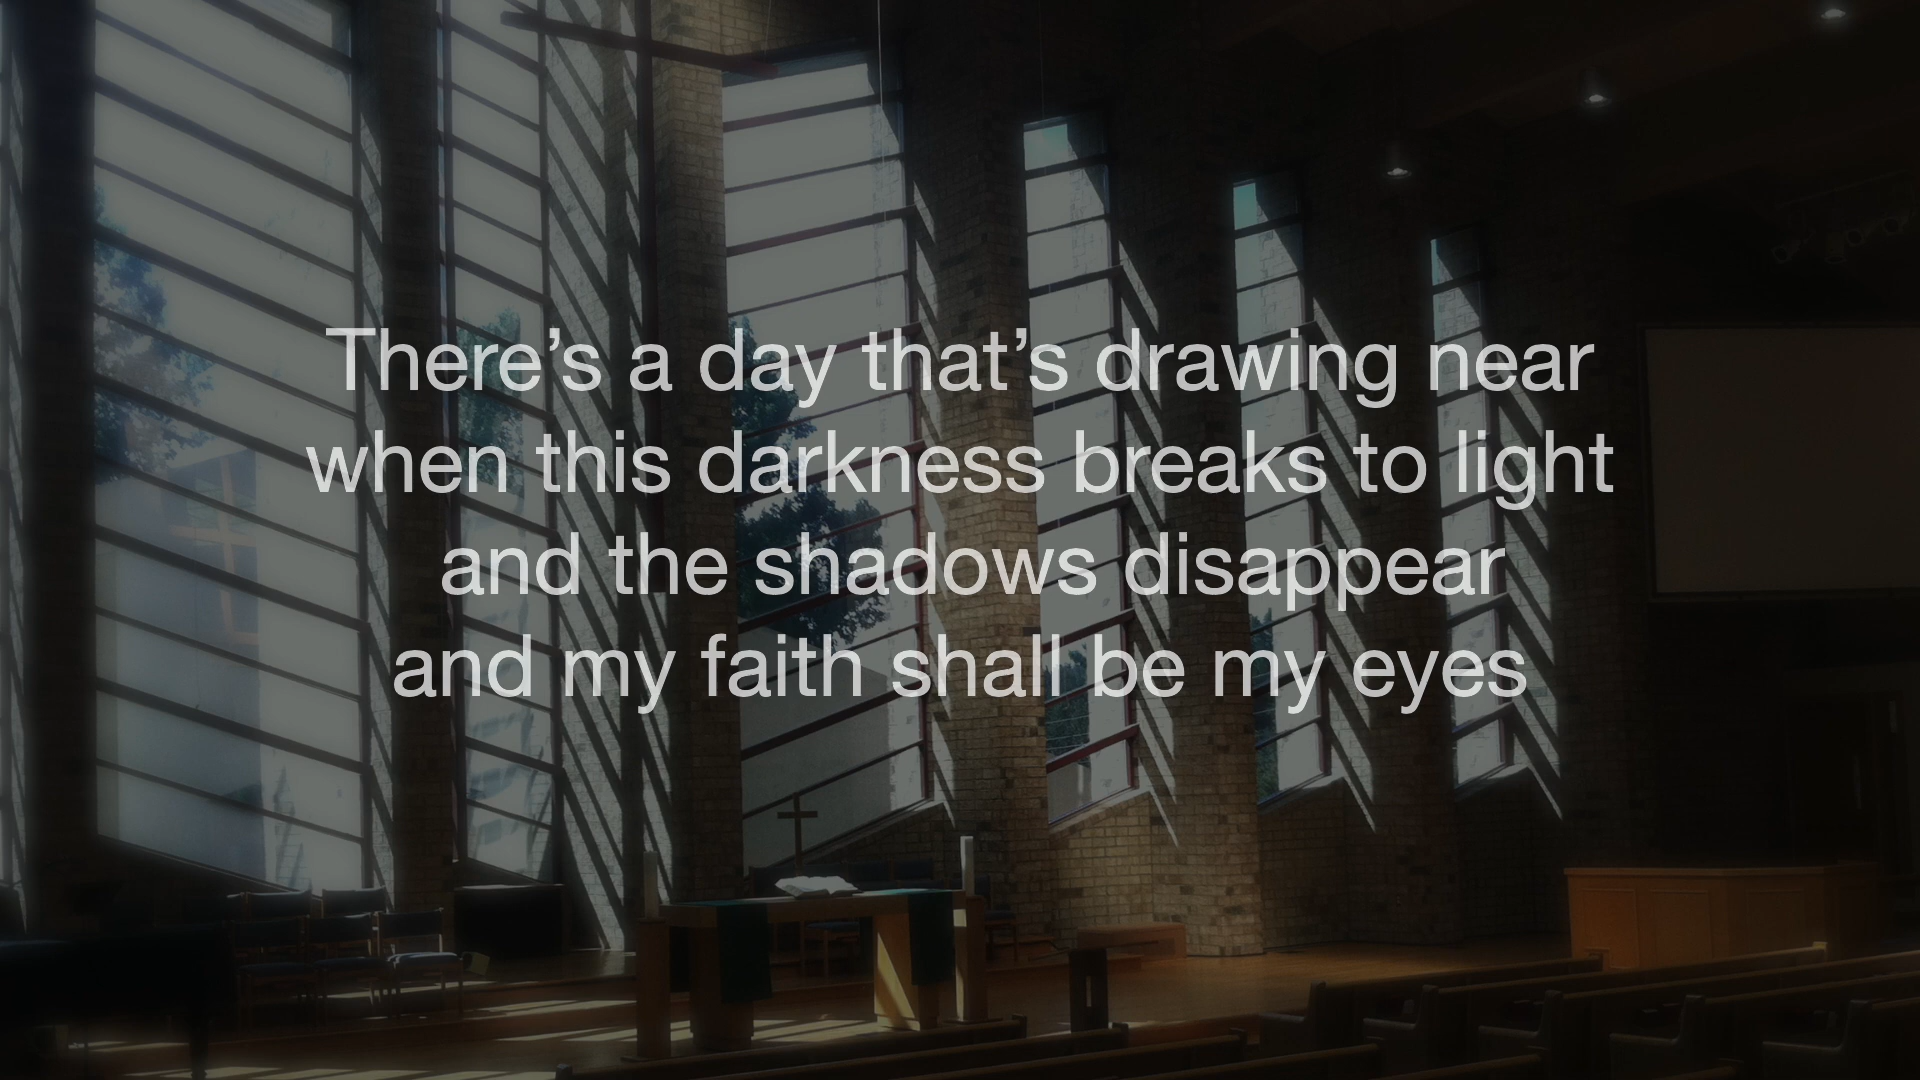 There’s a day that’s drawing near
when this darkness breaks to light
and the shadows disappear
and my faith shall be my eyes